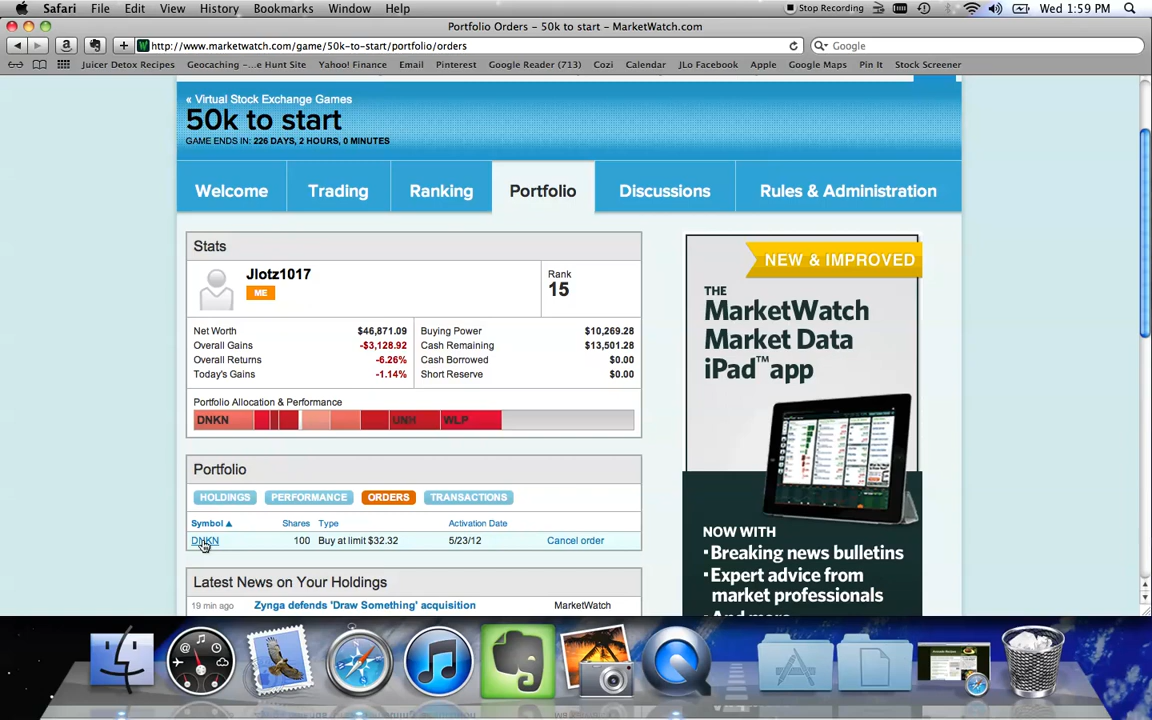 Safari File Edit View History Bookmarks Window Help Stop Recording Wed 1:59 PM
Portfolio Orders – 50k to start – MarketWatch.com
http://www.marketwatch.com/game/50k-to-start/portfolio/orders Google
Juicer Detox Recipes Geocaching - ...e Hunt Site Yahoo! Finance Email Pinterest Google Reader (713) Cozi Calendar JLo Facebook Apple Google Maps Pin It Stock Screener
« Virtual Stock Exchange Games
50k to start
GAME ENDS IN: 226 DAYS, 2 HOURS, 0 MINUTES
Welcome Trading Ranking Portfolio Discussions Rules & Administration
Stats
Jlotz1017
ME
Rank
15
Net Worth $46,871.09 Buying Power $10,269.28
Overall Gains -$3,128.92 Cash Remaining $13,501.28
Overall Returns -6.26% Cash Borrowed $0.00
Today's Gains -1.14% Short Reserve $0.00
Portfolio Allocation & Performance
DNKN UNH WLP
Portfolio
HOLDINGS PERFORMANCE ORDERS TRANSACTIONS
Symbol ▲ Shares Type Activation Date
DNKN 100 Buy at limit $32.32 5/23/12 Cancel order
Latest News on Your Holdings
19 min ago Zynga defends 'Draw Something' acquisition MarketWatch
NEW & IMPROVED
THE
MarketWatch
Market Data
iPad™ app
NOW WITH
· Breaking news bulletins
· Expert advice from
market professionals